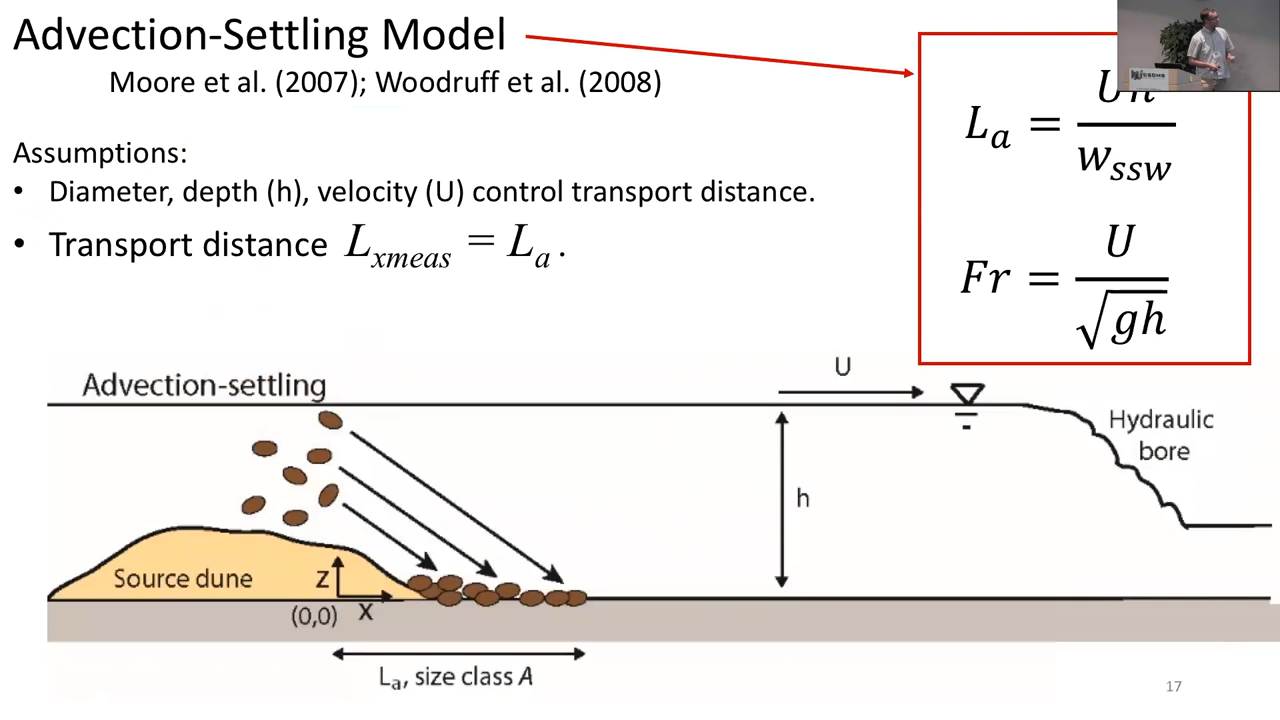 Advection-Settling Model
Moore et al. (2007); Woodruff et al. (2008)
Assumptions:
• Diameter, depth (h), velocity (U) control transport distance.
• Transport distance L_xmeas = L_a.
L_a = Uh / w_ssw
Fr = U / √gh
Advection-settling
U
Hydraulic
bore
h
Source dune
Z
(0,0) X
L_a, size class A
17